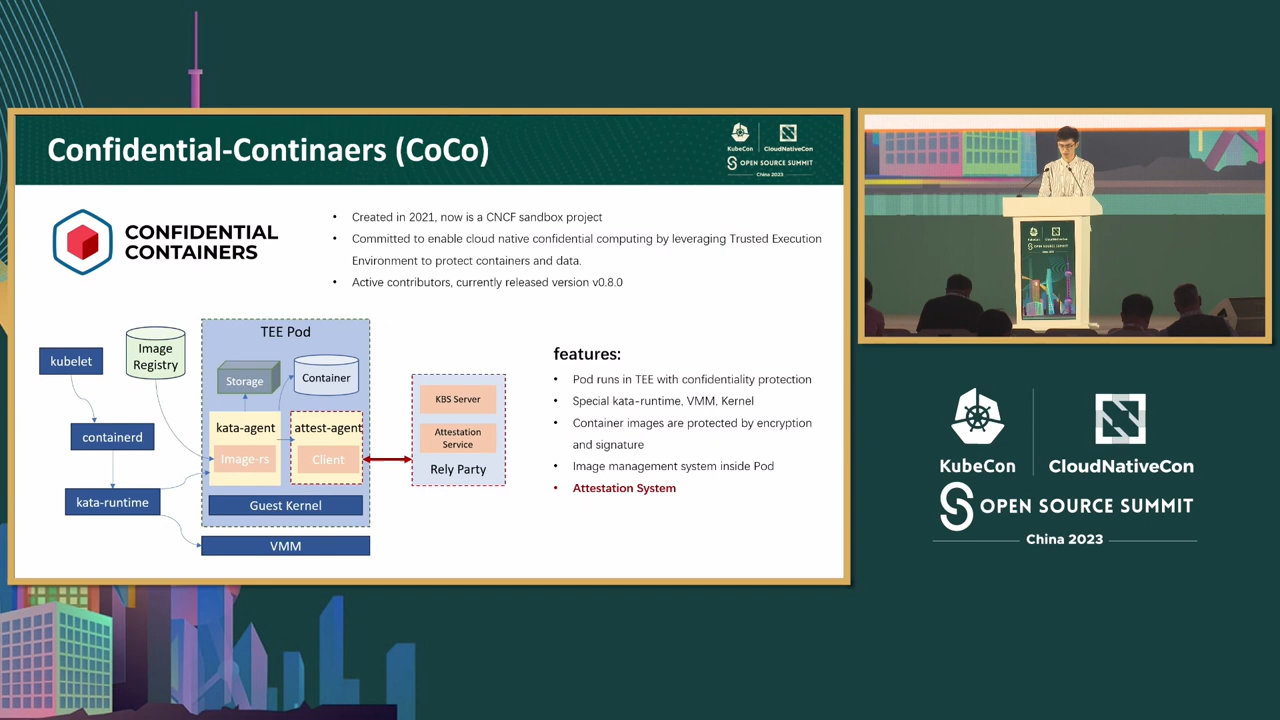 Confidential-Continaers (CoCo)
KubeCon
CloudNativeCon
OPEN SOURCE SUMMIT
China 2023
CONFIDENTIAL
CONTAINERS
• Created in 2021, now is a CNCF sandbox project
• Committed to enable cloud native confidential computing by leveraging Trusted Execution
Environment to protect containers and data.
• Active contributors, currently released version v0.8.0
kubelet
Image
Registry
containerd
kata-runtime
TEE Pod
Storage
Container
kata-agent
Image-rs
attest-agent
Client
Guest Kernel
VMM
KBS Server
Attestation
Service
Rely Party
features:
• Pod runs in TEE with confidentiality protection
• Special kata-runtime, VMM, Kernel
• Container images are protected by encryption
and signature
• Image management system inside Pod
• Attestation System
KubeCon
CloudNativeCon
OPEN SOURCE SUMMIT
China 2023